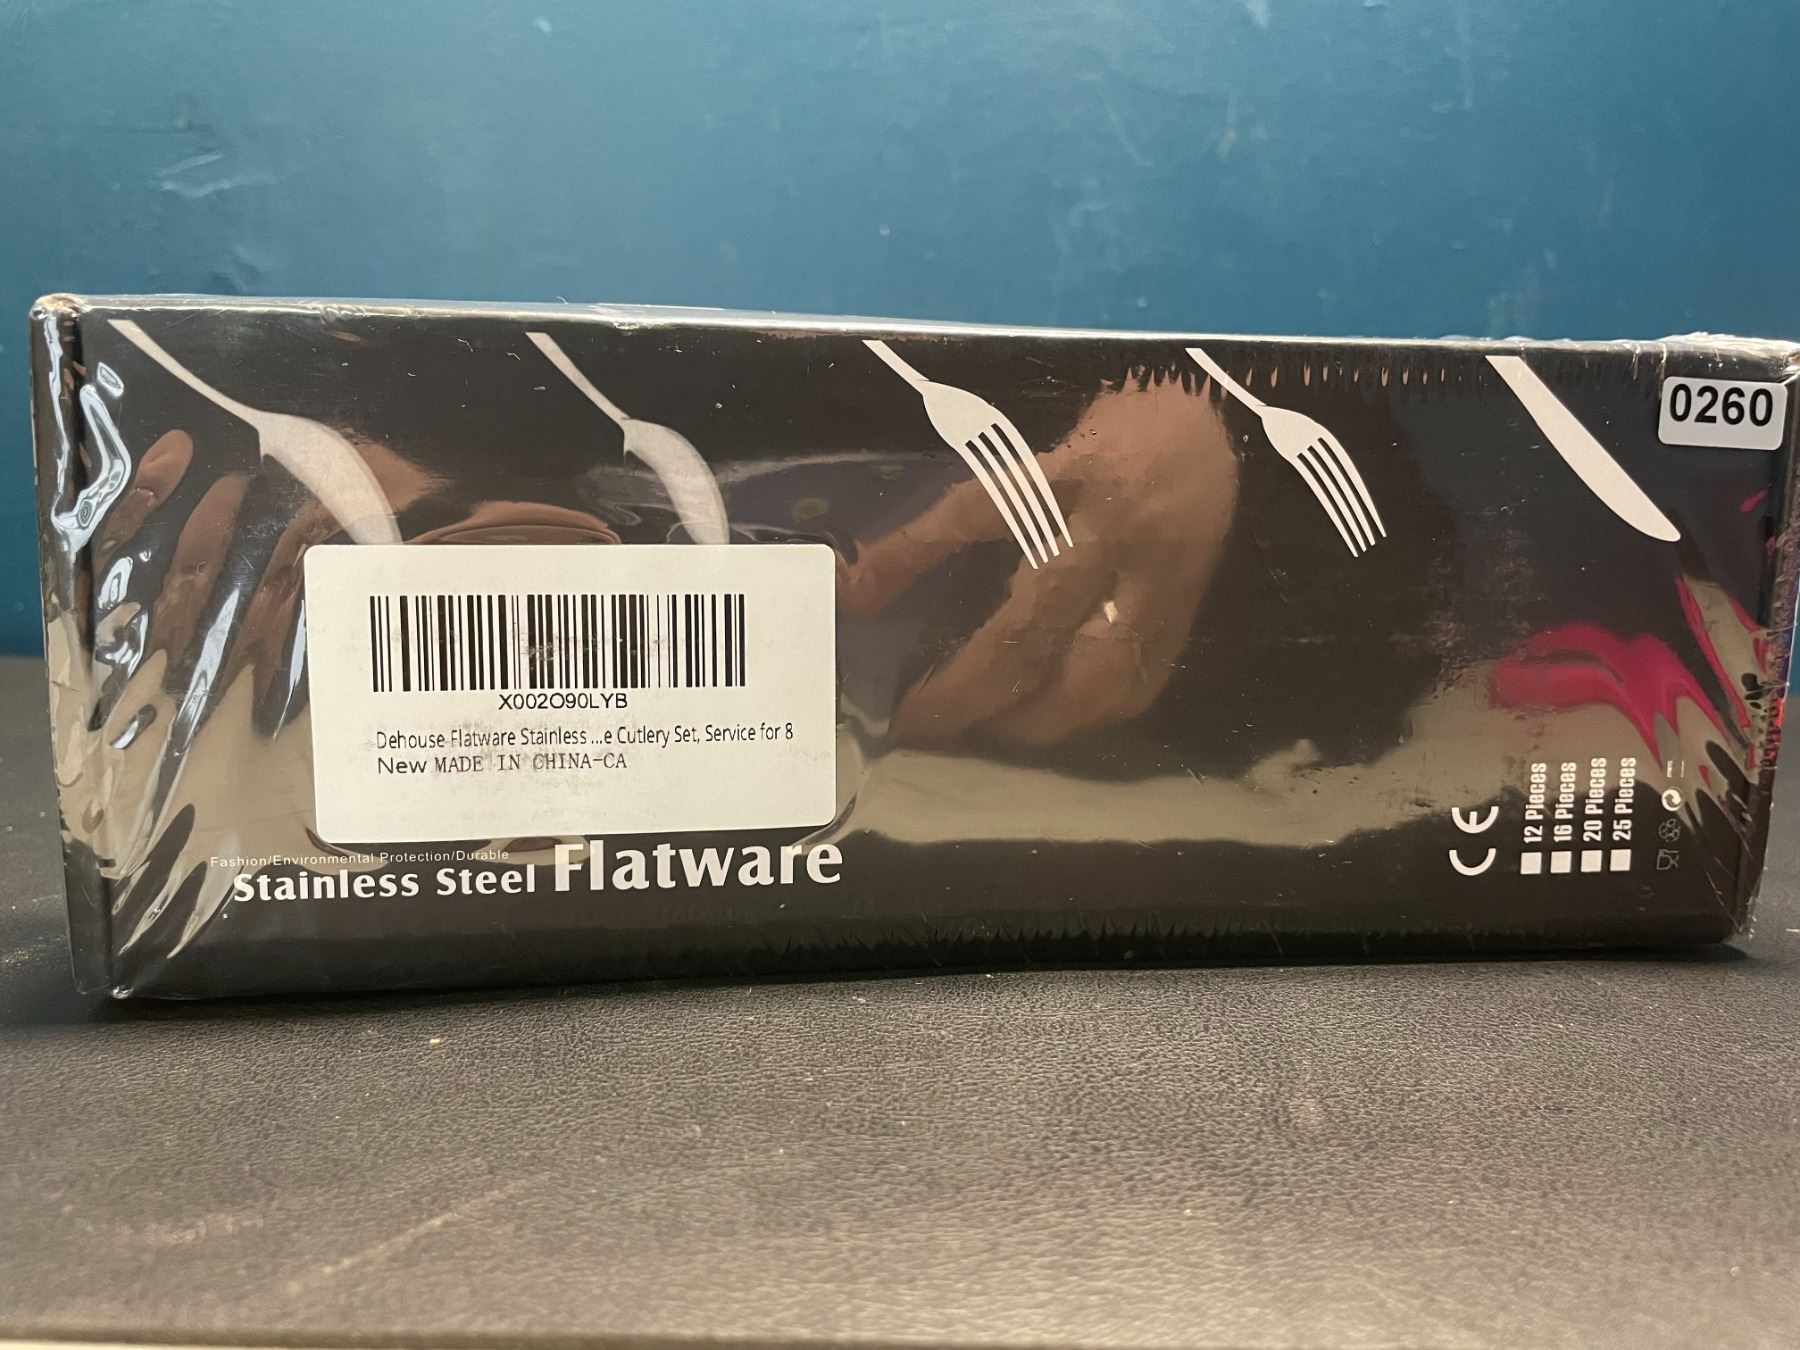 0260
X002O90LYB
Dehouse Flatware Stainless ...e Cutlery Set, Service for 8
New MADE IN CHINA-CA
Fashion/Environmental Protection/Durable
Stainless Steel Flatware
CE
12 Pieces
16 Pieces
20 Pieces
25 Pieces